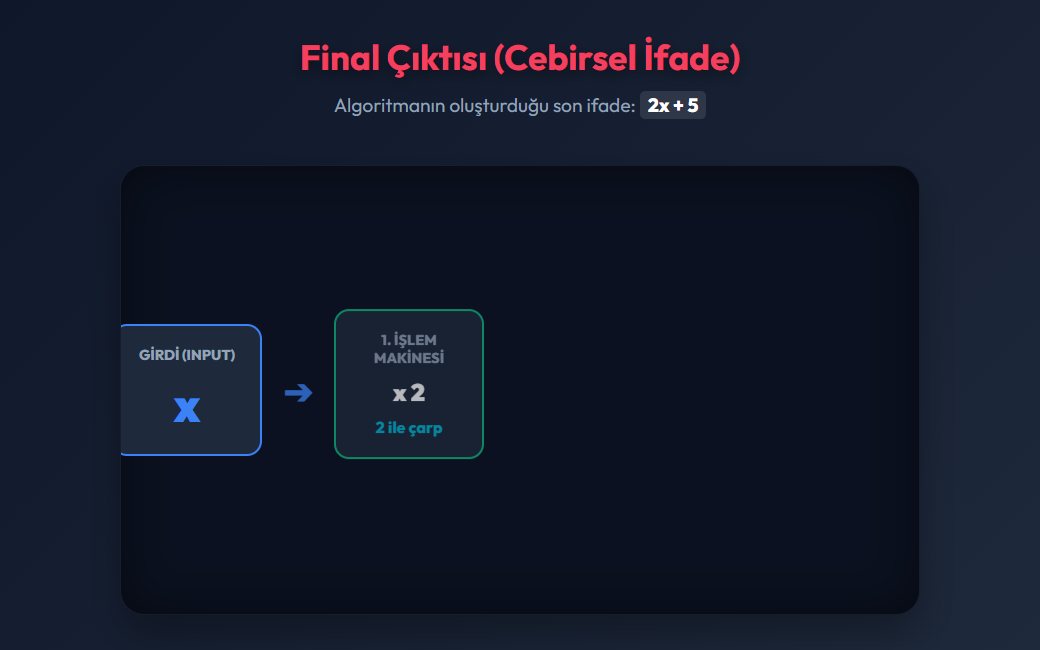 Final Çıktısı (Cebirsel İfade)
Algoritmanın oluşturduğu son ifade: 2x + 5
GİRDİ (INPUT)
x
➔
1. İŞLEM
MAKİNESİ
x 2
2 ile çarp